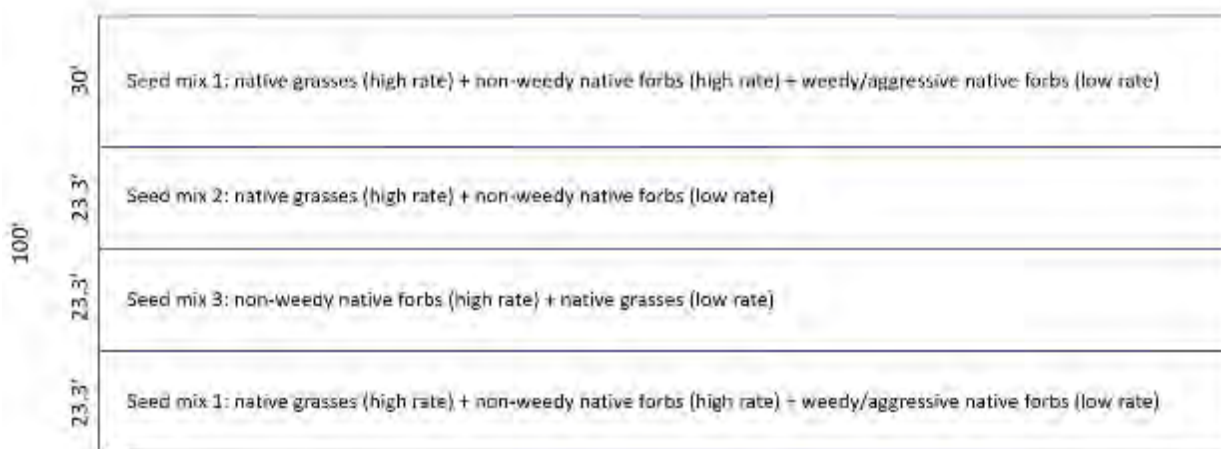 30'
Seed mix 1: native grasses (high rate) + non-weedy native forbs (high rate) + weedy/aggressive native forbs (low rate)
23.3'
Seed mix 2: native grasses (high rate) + non-weedy native forbs (low rate)
100'
23.3'
Seed mix 3: non-weedy native forbs (high rate) + native grasses (low rate)
23.3'
Seed mix 1: native grasses (high rate) + non-weedy native forbs (high rate) + weedy/aggressive native forbs (low rate)